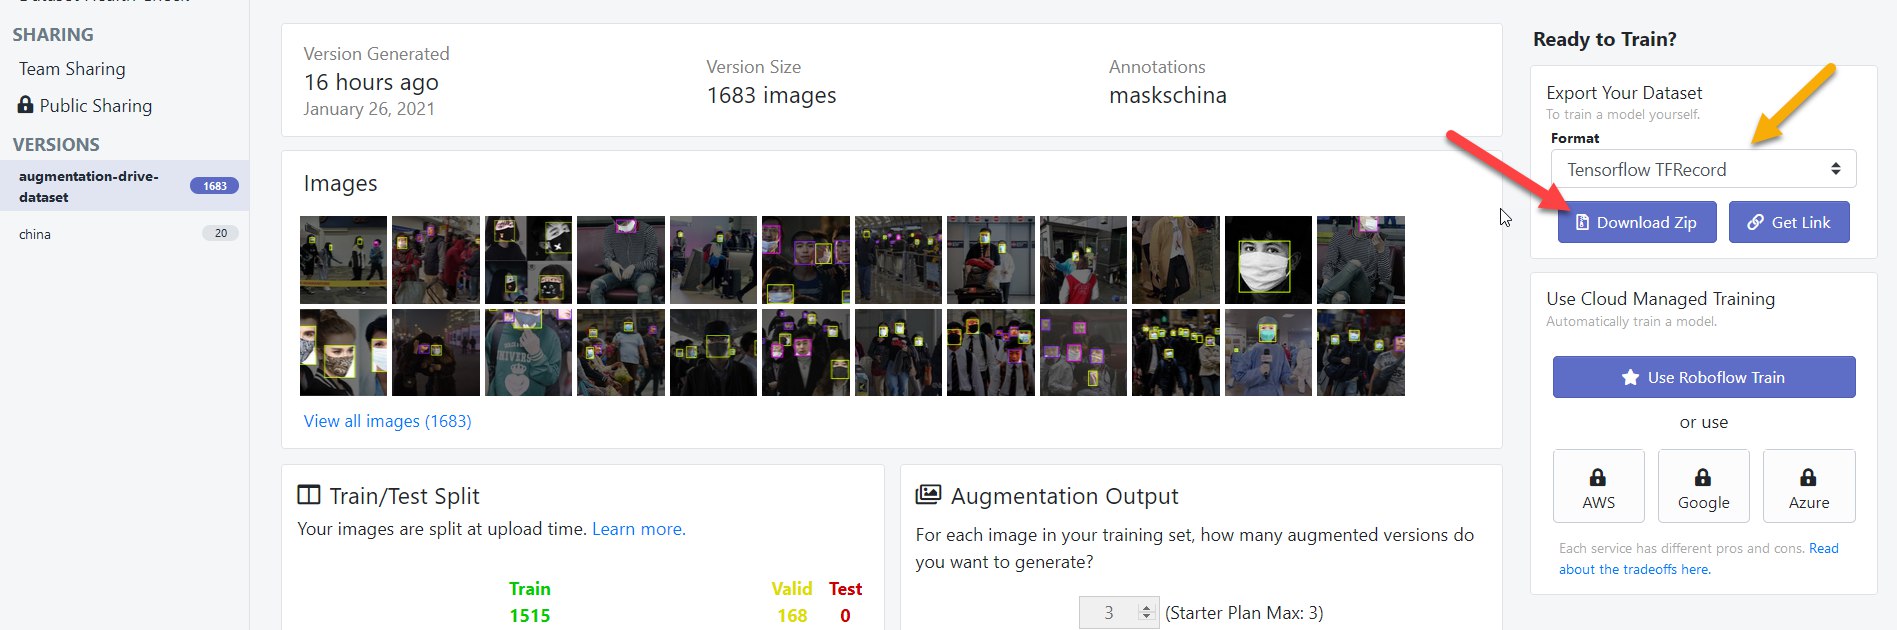 Dataset Health Check
SHARING
Team Sharing
Public Sharing
VERSIONS
augmentation-drive-
dataset
1683
china
20
Version Generated
16 hours ago
January 26, 2021
Version Size
1683 images
Annotations
maskschina
Images
View all images (1683)
Train/Test Split
Your images are split at upload time. Learn more.
Train
1515
Valid
168
Test
0
Augmentation Output
For each image in your training set, how many augmented versions do
you want to generate?
3 (Starter Plan Max: 3)
Ready to Train?
Export Your Dataset
To train a model yourself.
Format
Tensorflow TFRecord
Download Zip
Get Link
Use Cloud Managed Training
Automatically train a model.
Use Roboflow Train
or use
AWS
Google
Azure
Each service has different pros and cons. Read
about the tradeoffs here.